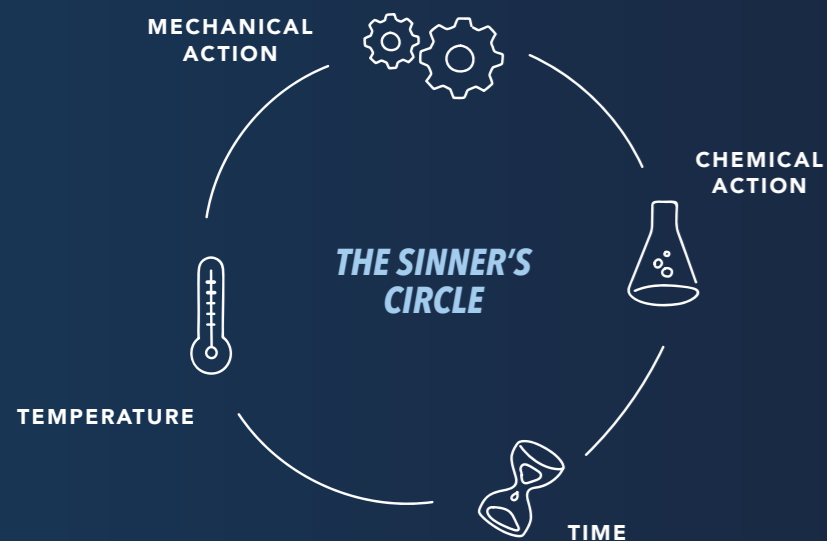 MECHANICAL
ACTION
CHEMICAL
ACTION
THE SINNER'S
CIRCLE
TEMPERATURE
TIME